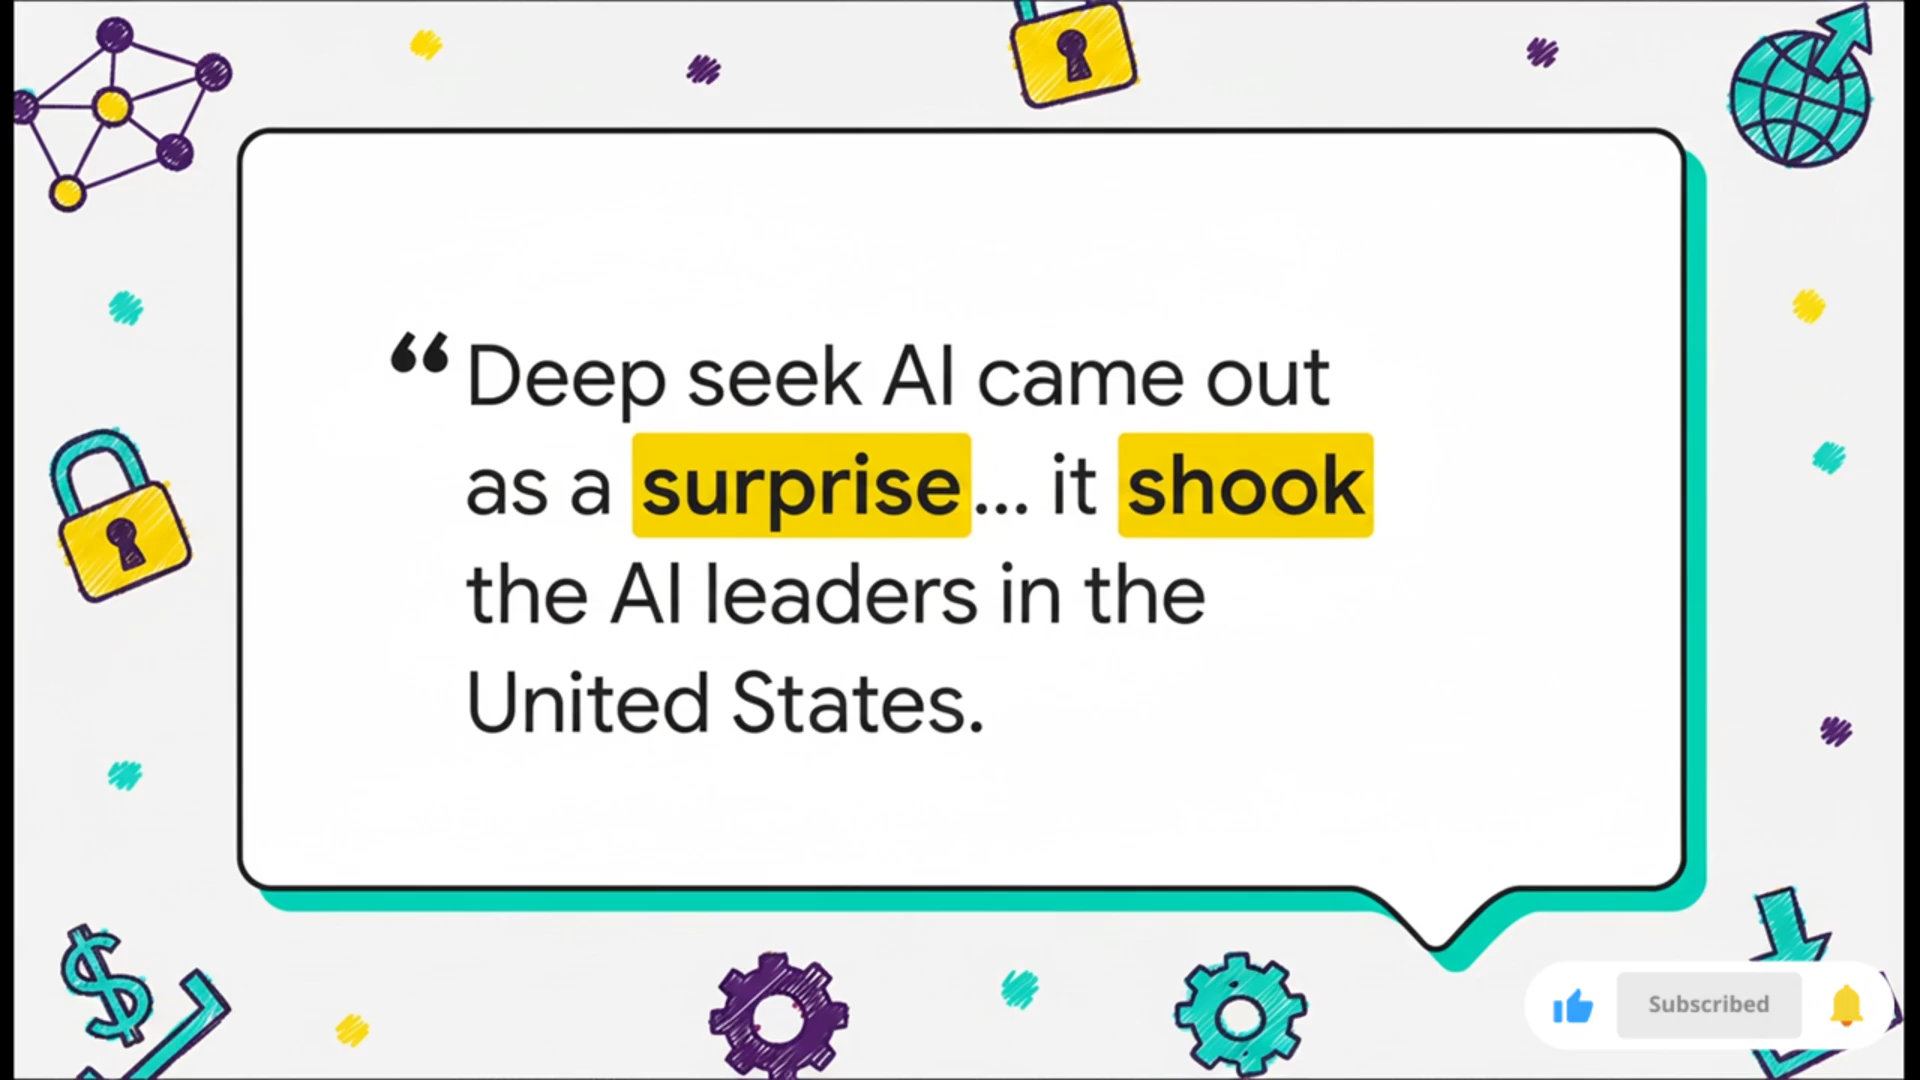 “Deep seek AI came out
as a surprise... it shook
the AI leaders in the
United States.
Subscribed